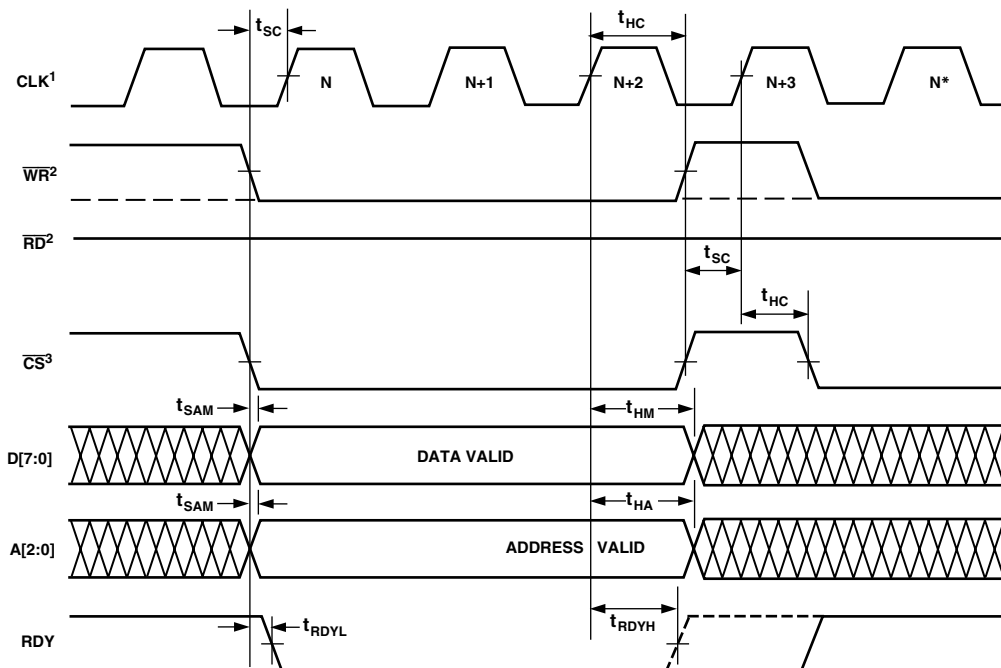 tSC
tHC
CLK1
N
N+1
N+2
N+3
N*
WR2
RD2
tSC
tHC
CS3
tSAM
tHM
D[7:0]
DATA VALID
tSAM
tHA
A[2:0]
ADDRESS VALID
RDY
tRDYL
tRDYH